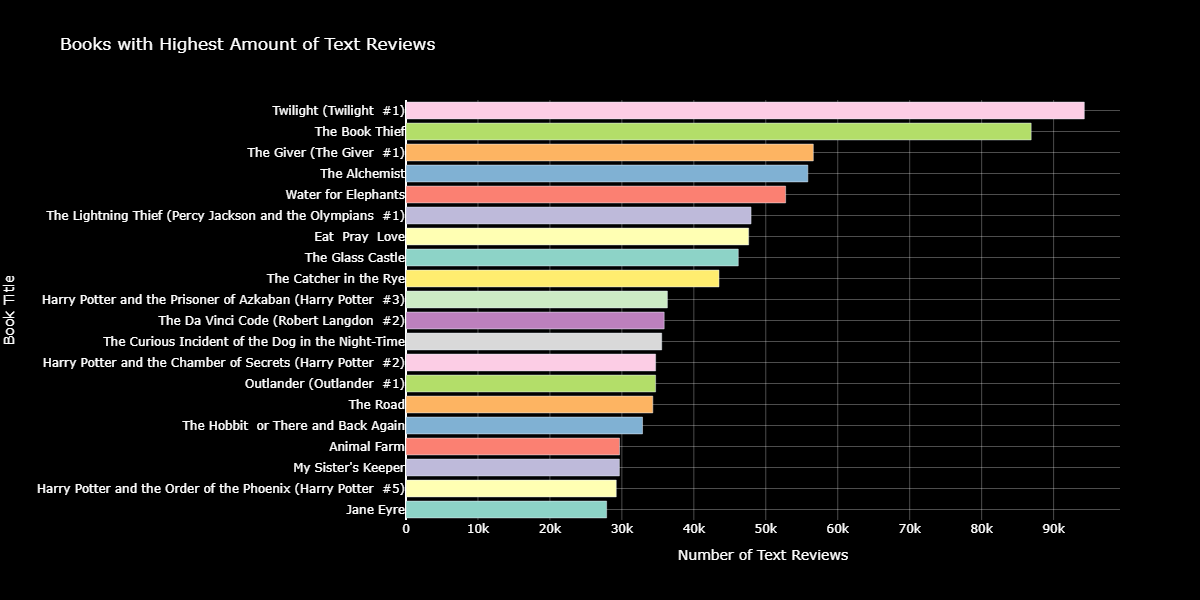 Books with Highest Amount of Text Reviews
Twilight (Twilight  #1)
The Book Thief
The Giver (The Giver  #1)
The Alchemist
Water for Elephants
The Lightning Thief (Percy Jackson and the Olympians  #1)
Eat  Pray  Love
The Glass Castle
The Catcher in the Rye
Harry Potter and the Prisoner of Azkaban (Harry Potter  #3)
The Da Vinci Code (Robert Langdon  #2)
The Curious Incident of the Dog in the Night-Time
Harry Potter and the Chamber of Secrets (Harry Potter  #2)
Outlander (Outlander  #1)
The Road
The Hobbit  or There and Back Again
Animal Farm
My Sister's Keeper
Harry Potter and the Order of the Phoenix (Harry Potter  #5)
Jane Eyre
Book Title
0 10k 20k 30k 40k 50k 60k 70k 80k 90k
Number of Text Reviews